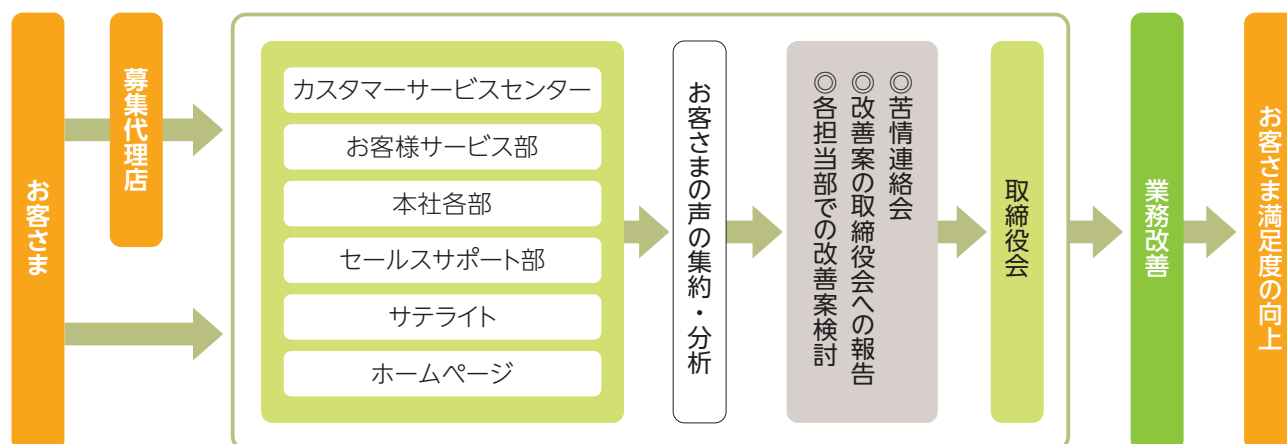 お客さま
募集代理店
カスタマーサービスセンター
お客様サービス部
本社各部
セールスサポート部
サテライト
ホームページ
お客さまの声の集約・分析
◎苦情連絡会
◎改善案の取締役会への報告
◎各担当部での改善案検討
取締役会
業務改善
お客さま満足度の向上